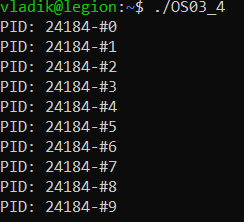 vladik@legion:~$ ./OS03_4
PID: 24184-#0
PID: 24184-#1
PID: 24184-#2
PID: 24184-#3
PID: 24184-#4
PID: 24184-#5
PID: 24184-#6
PID: 24184-#7
PID: 24184-#8
PID: 24184-#9